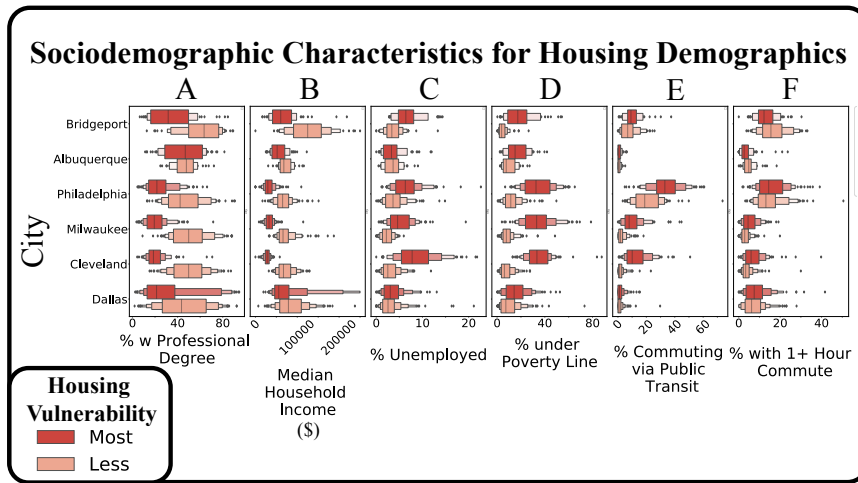 Sociodemographic Characteristics for Housing Demographics
A B C D E F
City
Bridgeport
Albuquerque
Philadelphia
Milwaukee
Cleveland
Dallas
0 40 80
0 100000 200000
0 10 20
0 40 80
0 20 40 60
0 20 40
% w Professional
Degree
Median
Household
Income
($)
% Unemployed
% under
Poverty Line
% Commuting
via Public
Transit
% with 1+ Hour
Commute
Housing
Vulnerability
Most
Less